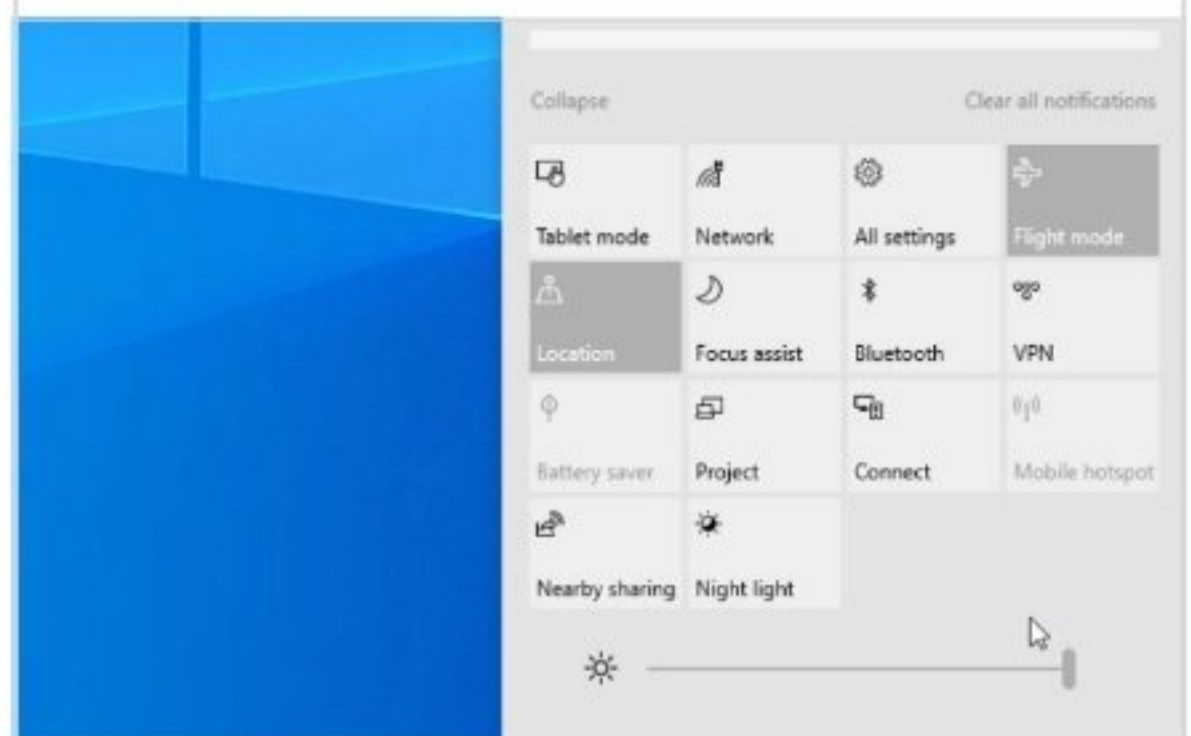 Collapse Clear all notifications
Tablet mode Network All settings Flight mode
Location Focus assist Bluetooth VPN
Battery saver Project Connect Mobile hotspot
Nearby sharing Night light